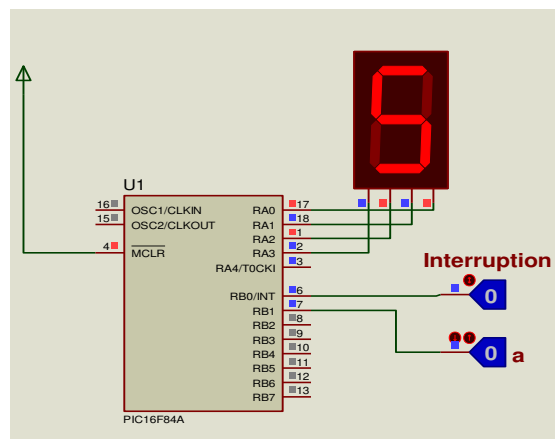 5
U1
16 OSC1/CLKIN RA0 17
15 OSC2/CLKOUT RA1 18
RA2 1
4 MCLR RA3 2
RA4/T0CKI 3
Interruption
RB0/INT 6 0
RB1 7
RB2 8
RB3 9
RB4 10
RB5 11
RB6 12
RB7 13
0 a
PIC16F84A